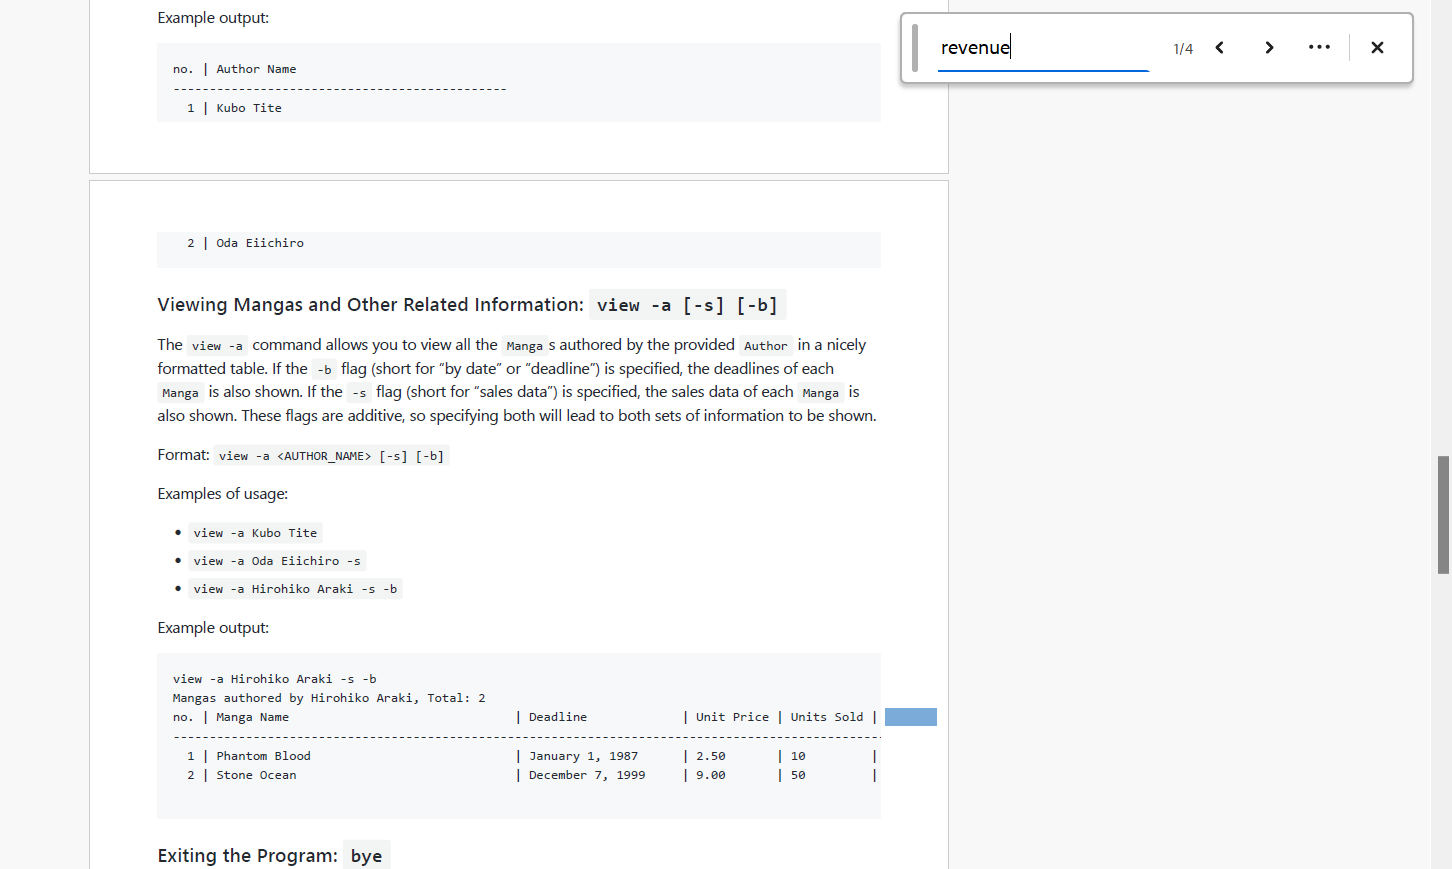 Example output:
no. | Author Name
----------------------------------------------
1 | Kubo Tite
revenue
1/4
2 | Oda Eiichiro
Viewing Mangas and Other Related Information: view -a [-s] [-b]
The view -a command allows you to view all the Manga s authored by the provided Author in a nicely
formatted table. If the -b flag (short for “by date” or “deadline”) is specified, the deadlines of each
Manga is also shown. If the -s flag (short for “sales data”) is specified, the sales data of each Manga is
also shown. These flags are additive, so specifying both will lead to both sets of information to be shown.
Format: view -a <AUTHOR_NAME> [-s] [-b]
Examples of usage:
• view -a Kubo Tite
• view -a Oda Eiichiro -s
• view -a Hirohiko Araki -s -b
Example output:
view -a Hirohiko Araki -s -b
Mangas authored by Hirohiko Araki, Total: 2
no. | Manga Name | Deadline | Unit Price | Units Sold |
--------------------------------------------------------------------------------------------------
1 | Phantom Blood | January 1, 1987 | 2.50 | 10 |
2 | Stone Ocean | December 7, 1999 | 9.00 | 50 |
Exiting the Program: bye